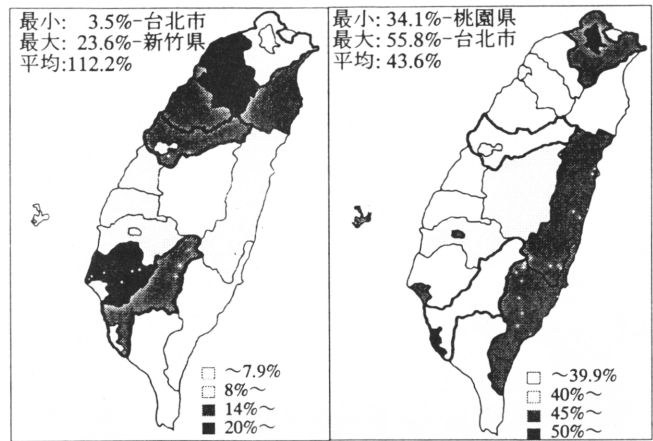 最小: 3.5%-台北市
最大: 23.6%-新竹県
平均:112.2%
～7.9%
8%～
14%～
20%～
最小: 34.1%-桃園県
最大: 55.8%-台北市
平均: 43.6%
～39.9%
40%～
45%～
50%～